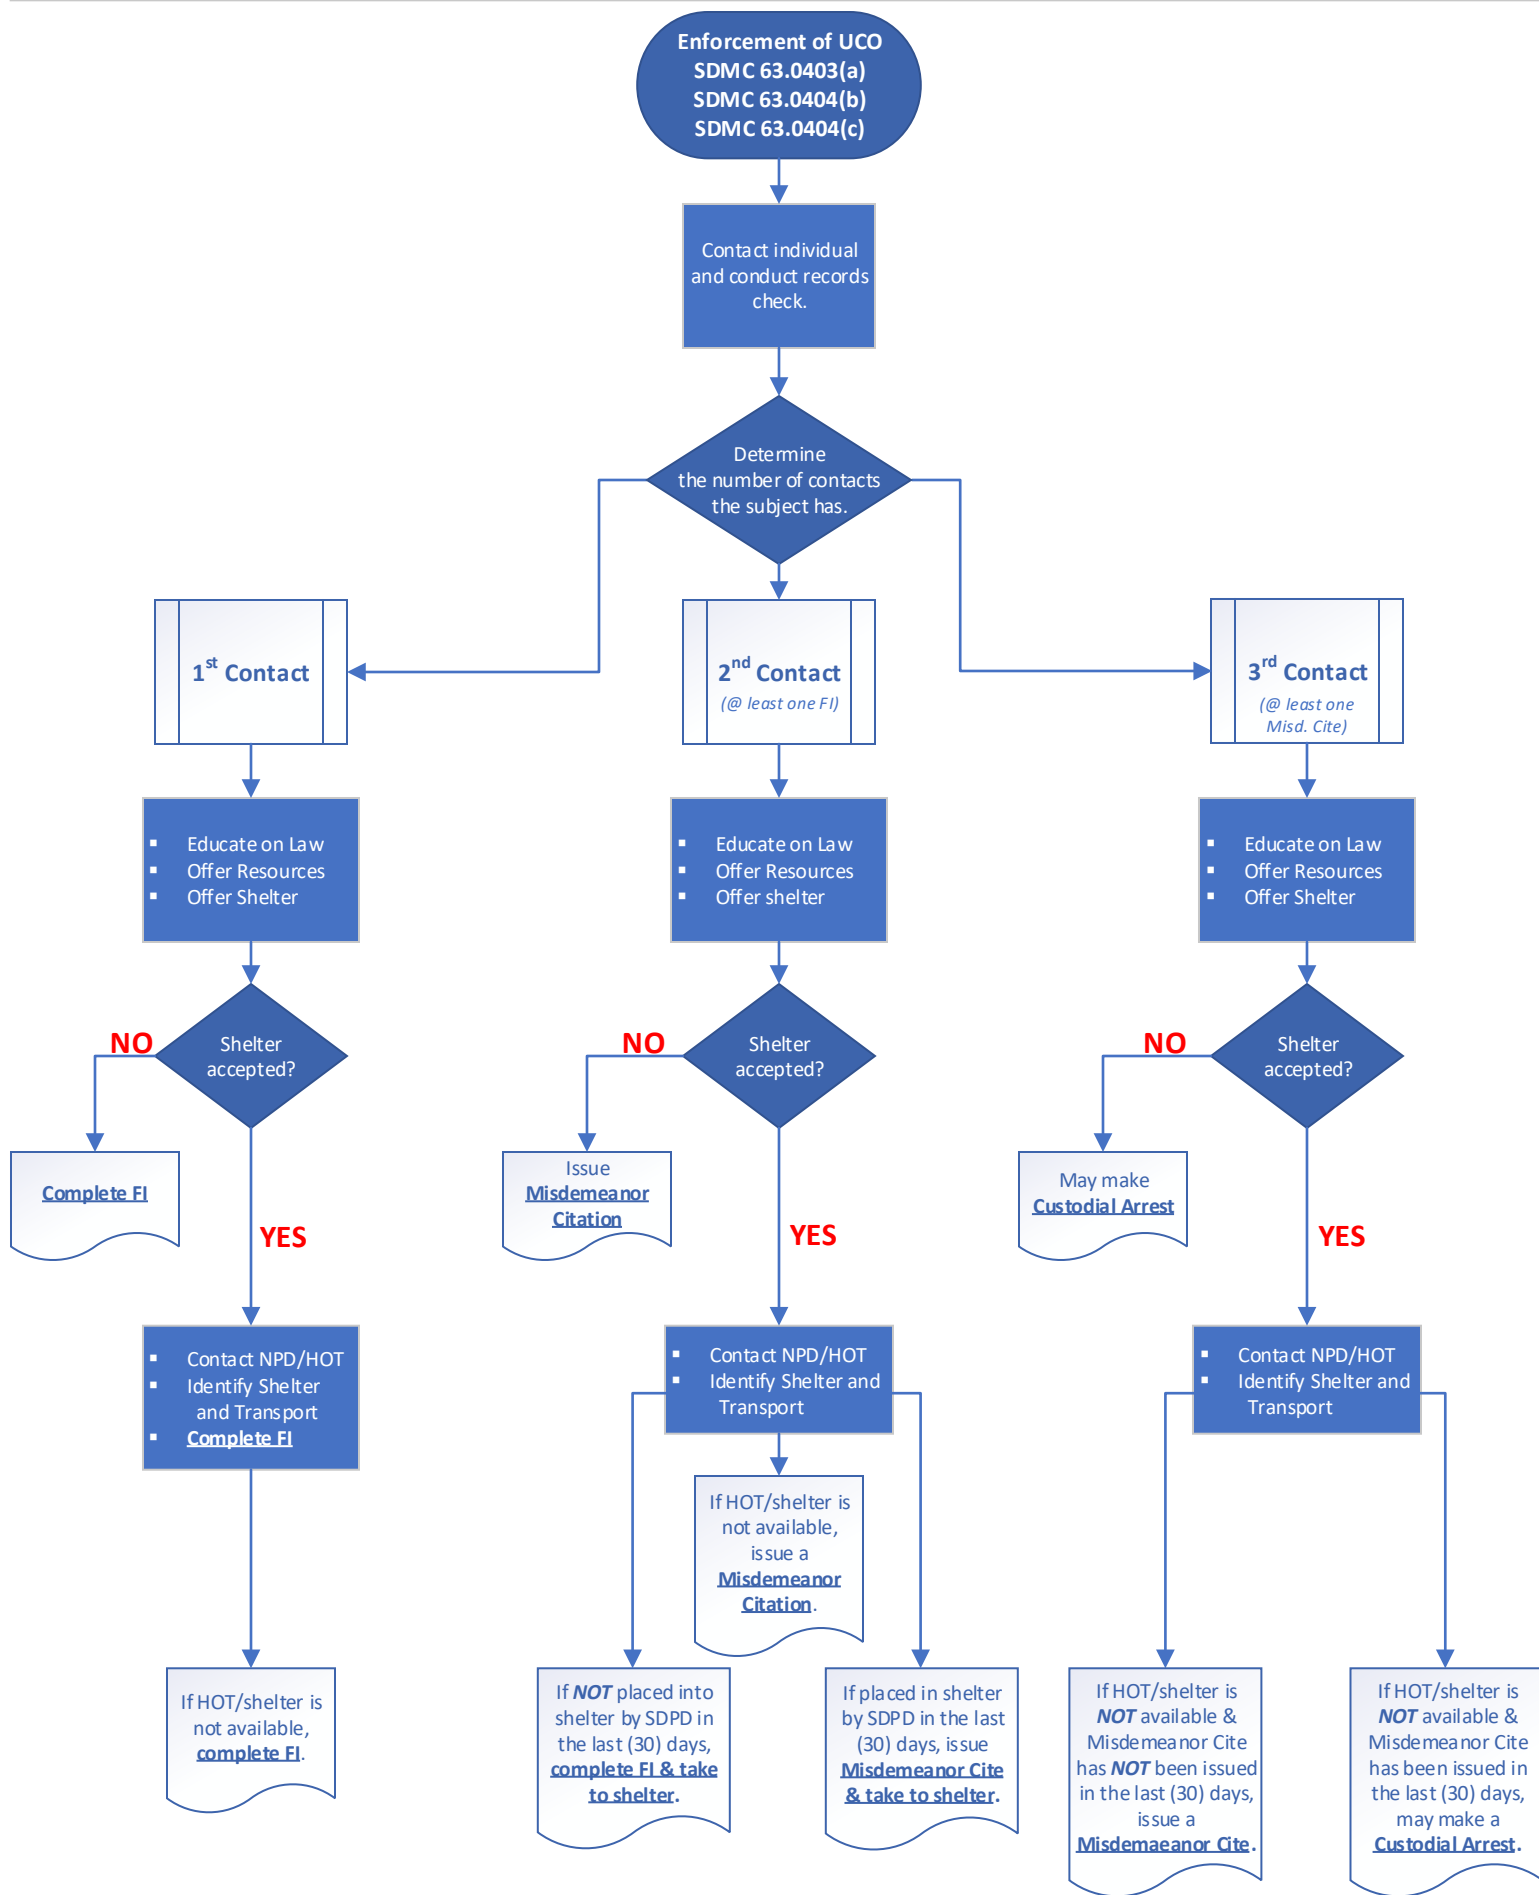 Enforcement of UCO
SDMC 63.0403(a)
SDMC 63.0404(b)
SDMC 63.0404(c)
Contact individual
and conduct records
check.
Determine
the number of contacts
the subject has.
1st Contact
2nd Contact
(@ least one FI)
3rd Contact
(@ least one
Misd. Cite)
▪ Educate on Law
▪ Offer Resources
▪ Offer Shelter
▪ Educate on Law
▪ Offer Resources
▪ Offer shelter
▪ Educate on Law
▪ Offer Resources
▪ Offer Shelter
NO
Shelter
accepted?
NO
Shelter
accepted?
NO
Shelter
accepted?
Complete FI
Issue
Misdemeanor
Citation
May make
Custodial Arrest
YES
YES
YES
▪ Contact NPD/HOT
▪ Identify Shelter
and Transport
▪ Complete FI
▪ Contact NPD/HOT
▪ Identify Shelter and
Transport
▪ Contact NPD/HOT
▪ Identify Shelter and
Transport
If HOT/shelter is
not available,
issue a
Misdemeanor
Citation.
If HOT/shelter is
not available,
complete FI.
If NOT placed into
shelter by SDPD in
the last (30) days,
complete FI & take
to shelter.
If placed in shelter
by SDPD in the last
(30) days, issue
Misdemeanor Cite
& take to shelter.
If HOT/shelter is
NOT available &
Misdemeanor Cite
has NOT been issued
in the last (30) days,
issue a
Misdemaeanor Cite.
If HOT/shelter is
NOT available &
Misdemeanor Cite
has been issued in
the last (30) days,
may make a
Custodial Arrest.